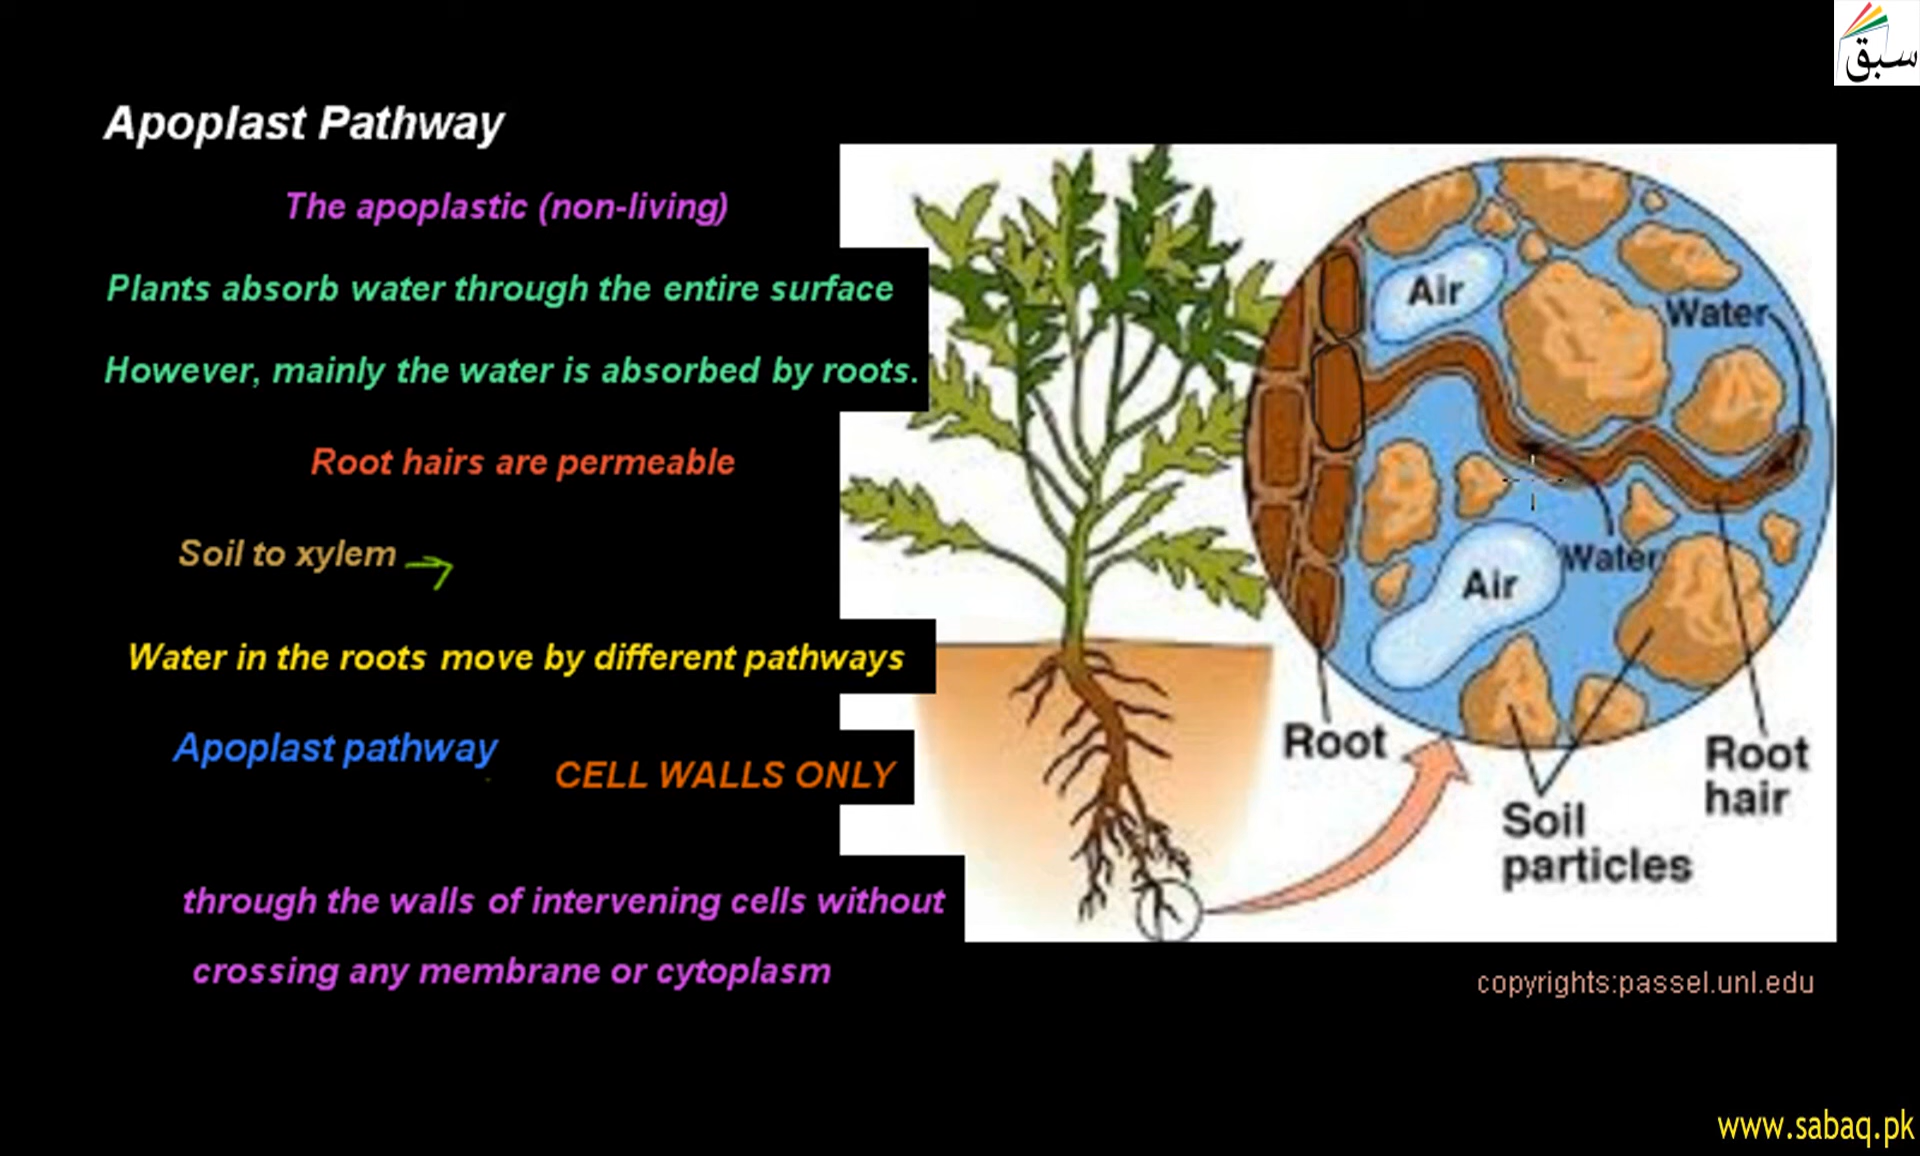 سبق
Apoplast Pathway
The apoplastic (non-living)
Plants absorb water through the entire surface
However, mainly the water is absorbed by roots.
Root hairs are permeable
Soil to xylem
Water in the roots move by different pathways
Apoplast pathway
CELL WALLS ONLY
through the walls of intervening cells without
crossing any membrane or cytoplasm
Air
Water
Water
Air
Root
Root
hair
Soil
particles
copyrights:passel.unl.edu
www.sabaq.pk